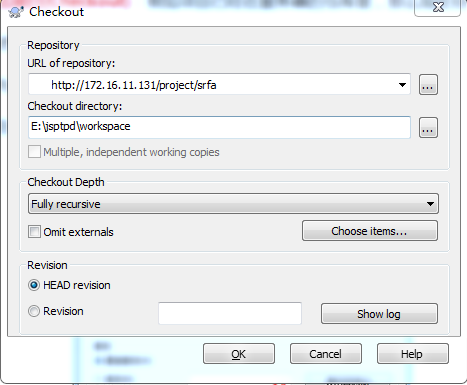 Checkout
Repository
URL of repository:
http://172.16.11.131/project/srfa
...
Checkout directory:
E:\jsptpd\workspace
...
Multiple, independent working copies
Checkout Depth
Fully recursive
Omit externals
Choose items...
Revision
HEAD revision
Revision
Show log
OK
Cancel
Help